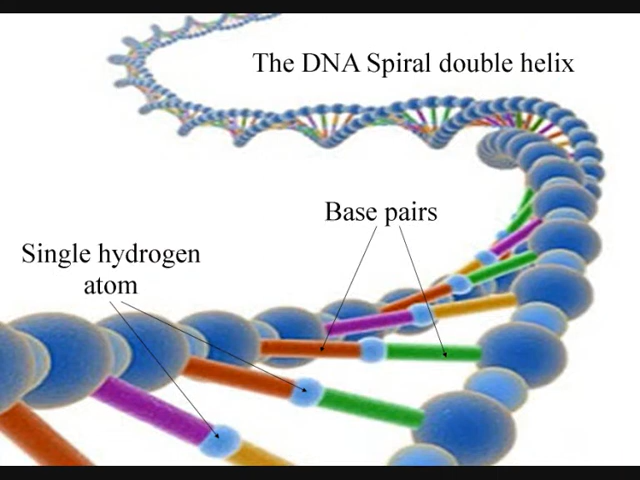 The DNA Spiral double helix
Base pairs
Single hydrogen
atom